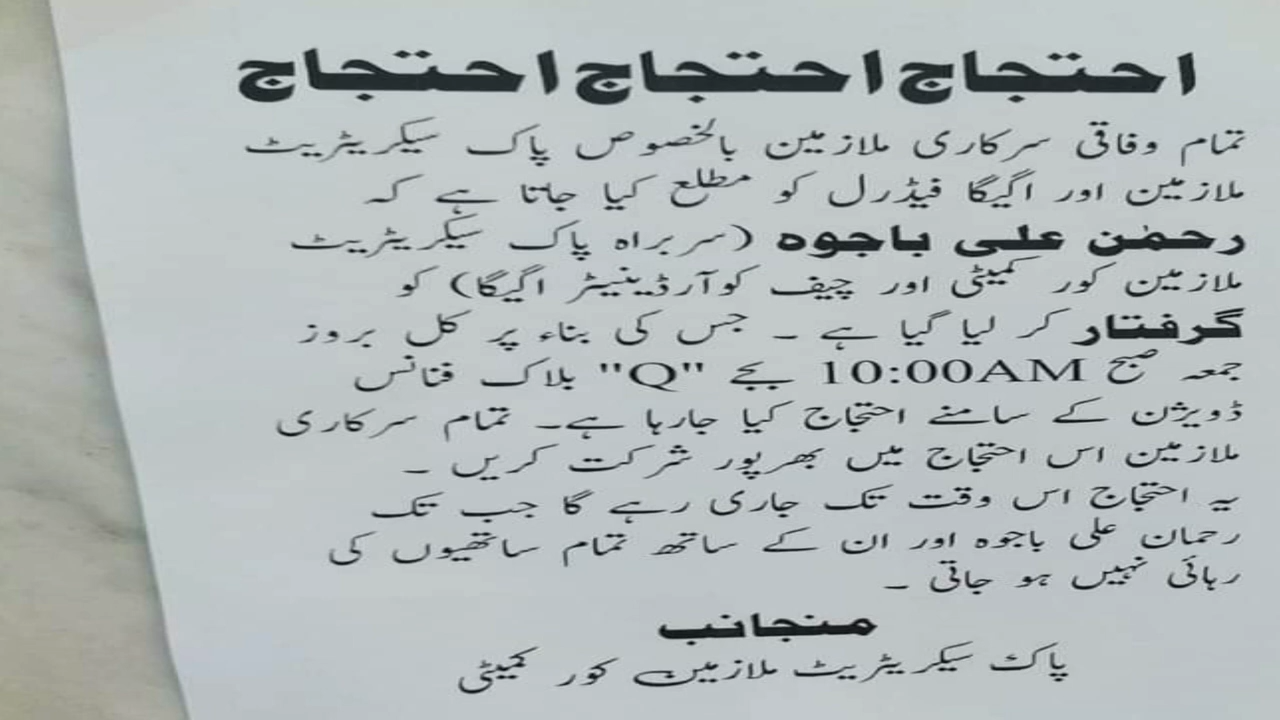 احتجاج احتجاج احتجاج
تمام وفاقی سرکاری ملازمین بالخصوص پاک سیکریٹریٹ
ملازمین اور اگیگا فیڈرل کو مطلع کیا جاتا ہے کہ
رحمٰن علی باجوہ (سربراہ پاک سیکریٹریٹ
ملازمین کور کمیٹی اور چیف کوآرڈینیٹر اگیگا) کو
گرفتار کر لیا گیا ہے ۔ جس کی بناء پر کل بروز
جمعہ صبح 10:00AM بجے "Q" بلاک فنانس
ڈویژن کے سامنے احتجاج کیا جارہا ہے۔ تمام سرکاری
ملازمین اس احتجاج میں بھرپور شرکت کریں ۔
یہ احتجاج اس وقت تک جاری رہے گا جب تک
رحمان علی باجوہ اور ان کے ساتھ تمام ساتھیوں کی
رہائی نہیں ہو جاتی ۔
منجانب
پاک سیکریٹریٹ ملازمین کور کمیٹی